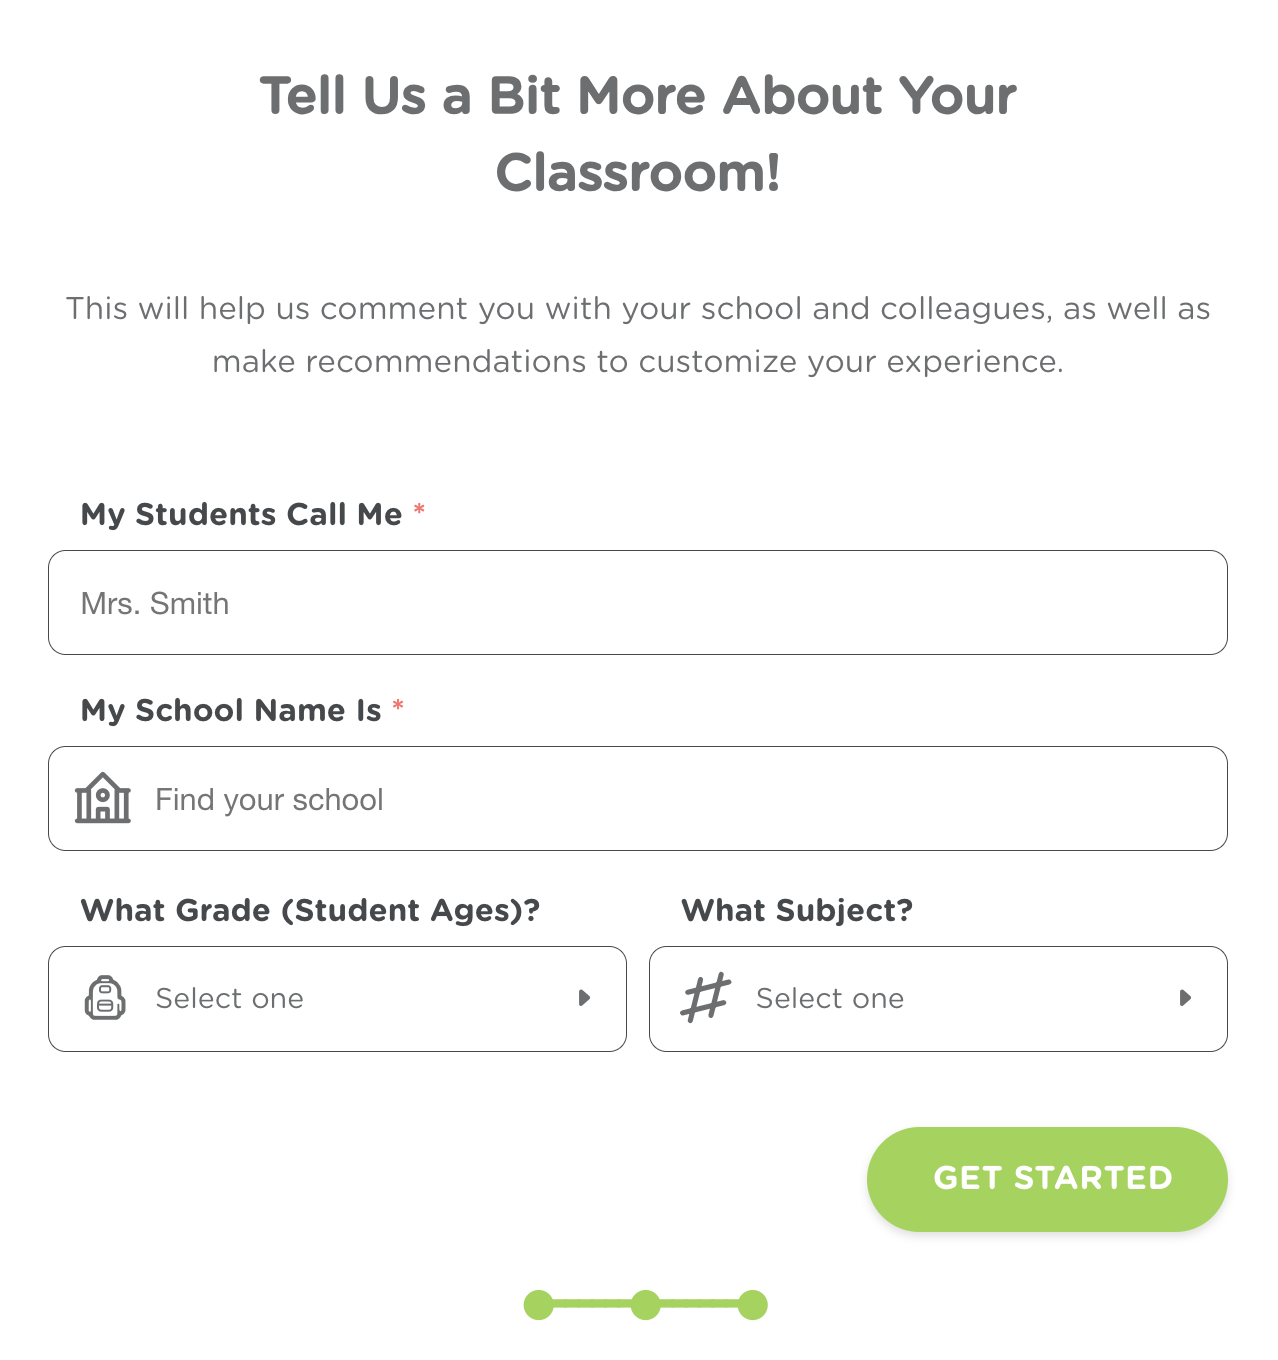 Tell Us a Bit More About Your
Classroom!
This will help us comment you with your school and colleagues, as well as
make recommendations to customize your experience.
My Students Call Me *
Mrs. Smith
My School Name Is *
Find your school
What Grade (Student Ages)?
What Subject?
Select one
Select one
GET STARTED